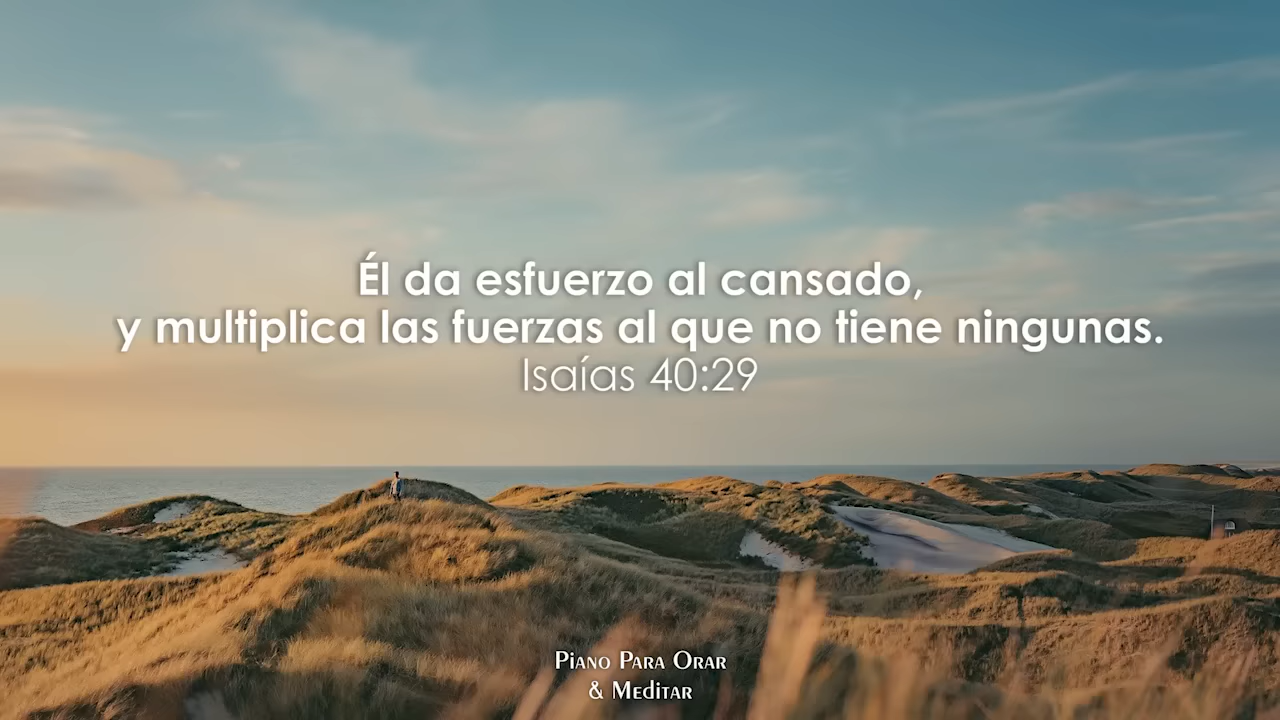 Él da esfuerzo al cansado,
y multiplica las fuerzas al que no tiene ningunas.
Isaías 40:29
Piano Para Orar
& Meditar